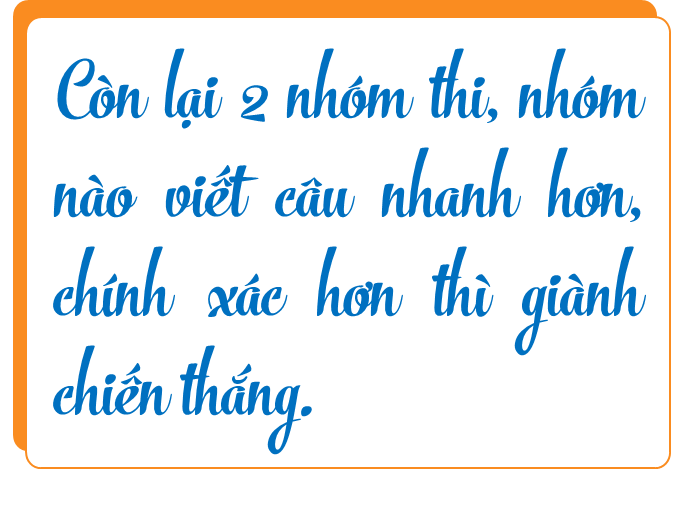 Còn lại 2 nhóm thi, nhóm
nào viết câu nhanh hơn,
chính xác hơn thì giành
chiến thắng.